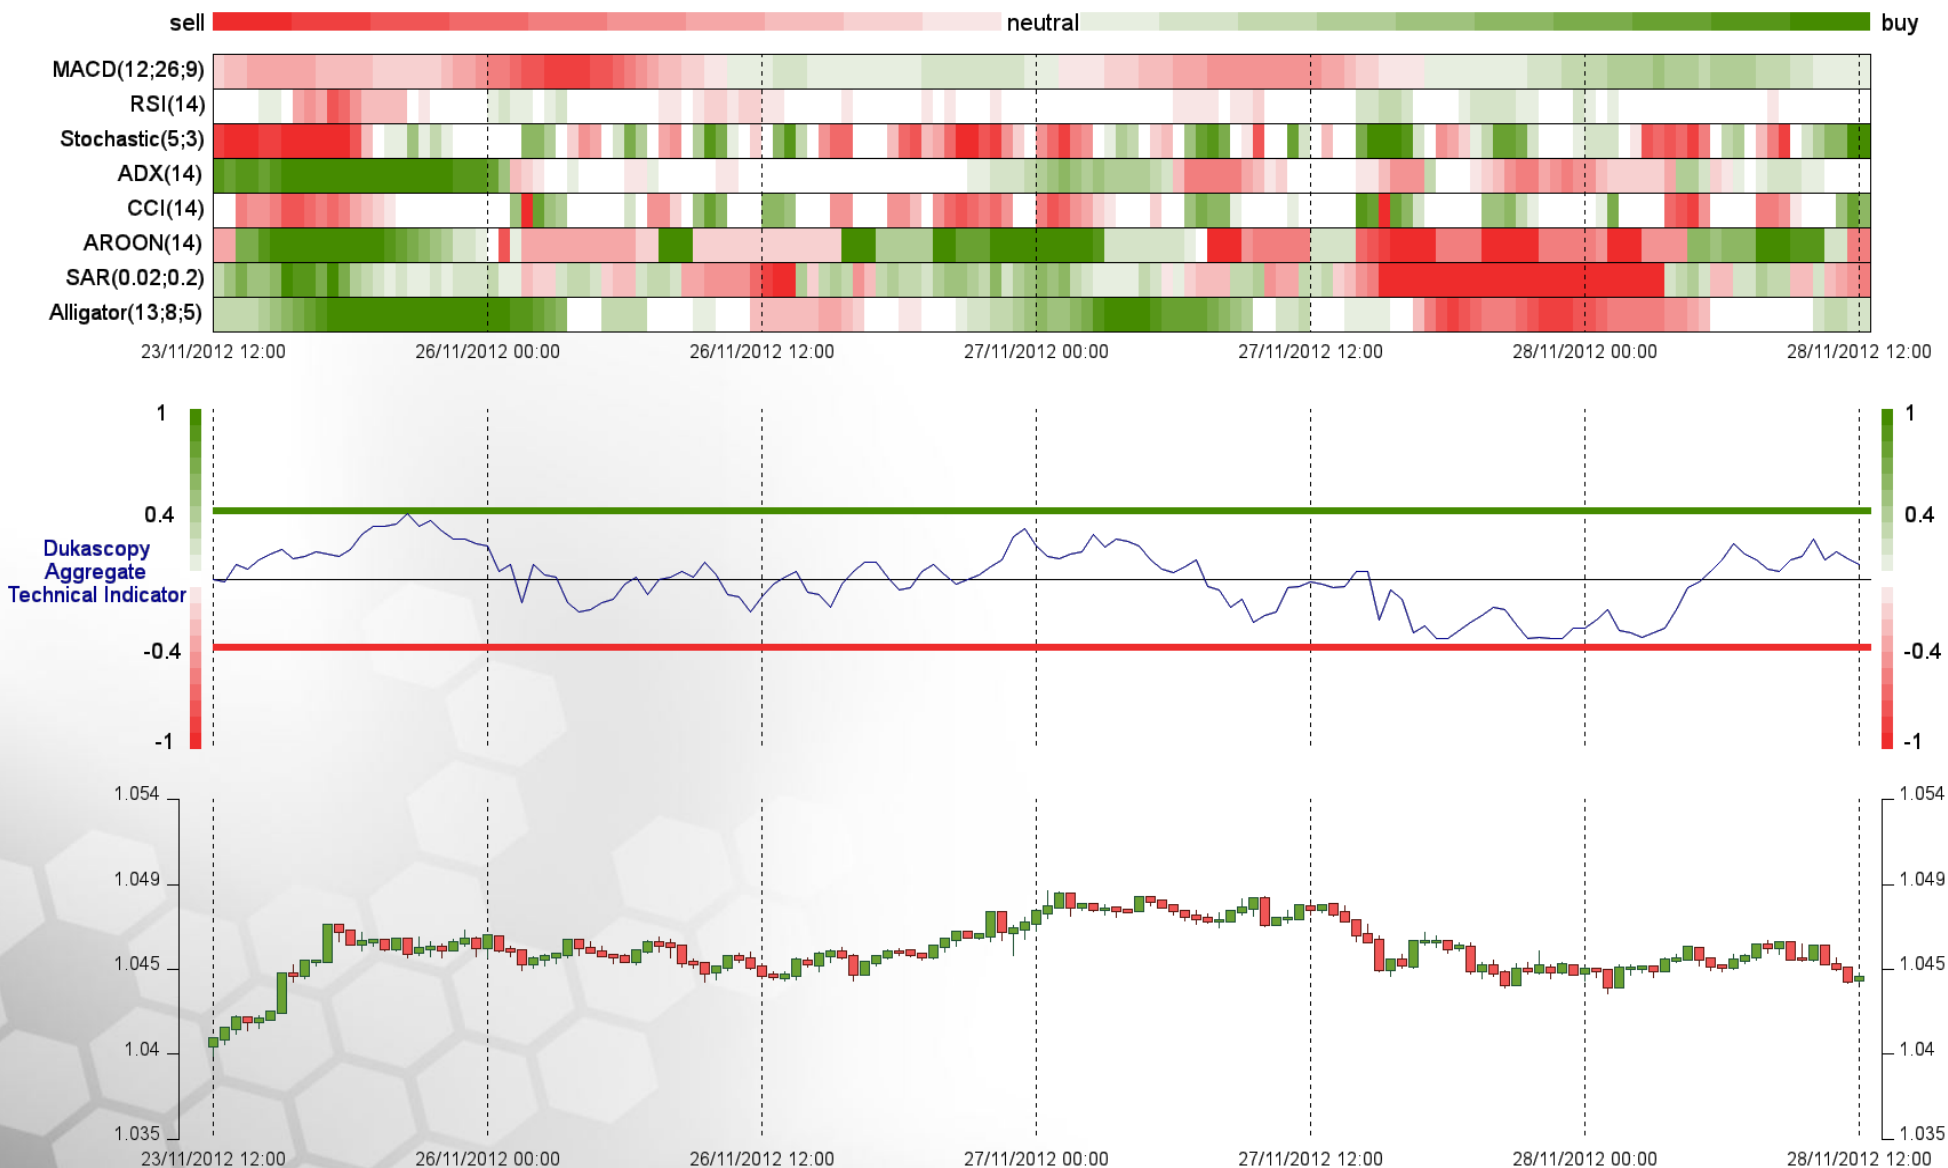 sell neutral buy
MACD(12;26;9)
RSI(14)
Stochastic(5;3)
ADX(14)
CCI(14)
AROON(14)
SAR(0.02;0.2)
Alligator(13;8;5)
23/11/2012 12:00 26/11/2012 00:00 26/11/2012 12:00 27/11/2012 00:00 27/11/2012 12:00 28/11/2012 00:00 28/11/2012 12:00
1 1
0.4 0.4
Dukascopy
Aggregate
Technical Indicator
-0.4 -0.4
-1 -1
1.054 1.054
1.049 1.049
1.045 1.045
1.04 1.04
1.035 1.035
23/11/2012 12:00 26/11/2012 00:00 26/11/2012 12:00 27/11/2012 00:00 27/11/2012 12:00 28/11/2012 00:00 28/11/2012 12:00